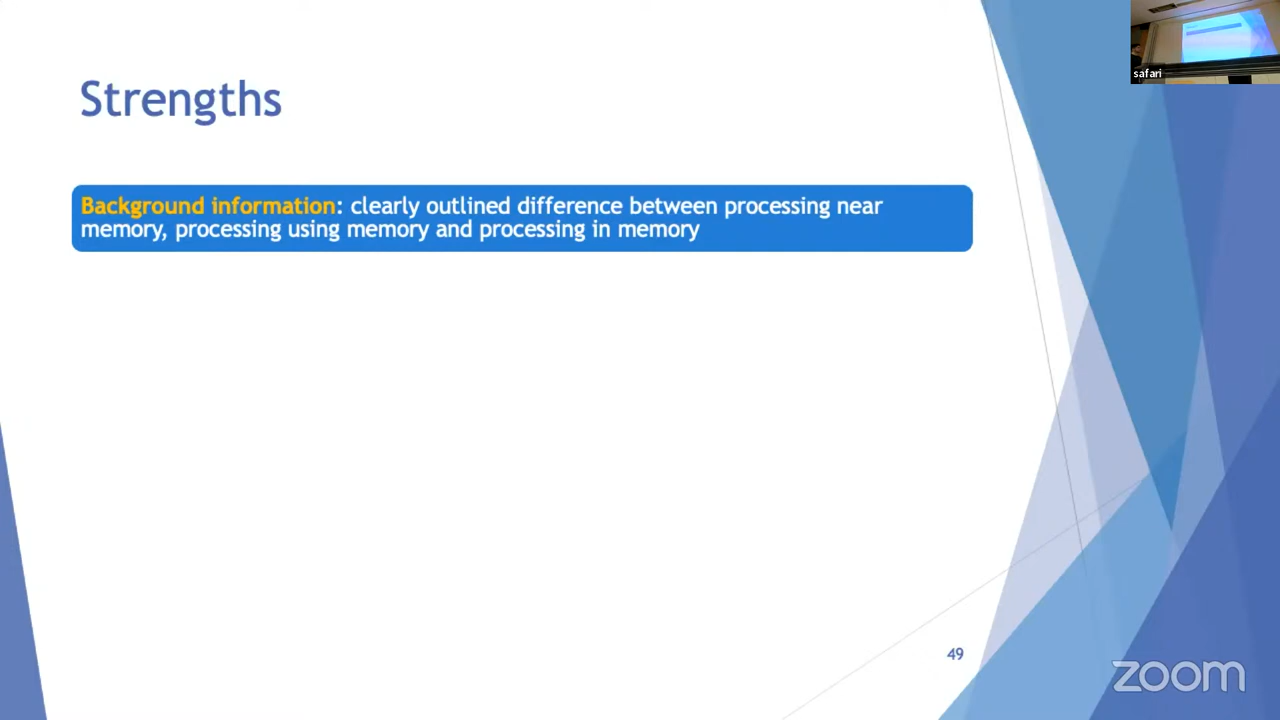 safari
Strengths
Background information: clearly outlined difference between processing near
memory, processing using memory and processing in memory
49
zoom